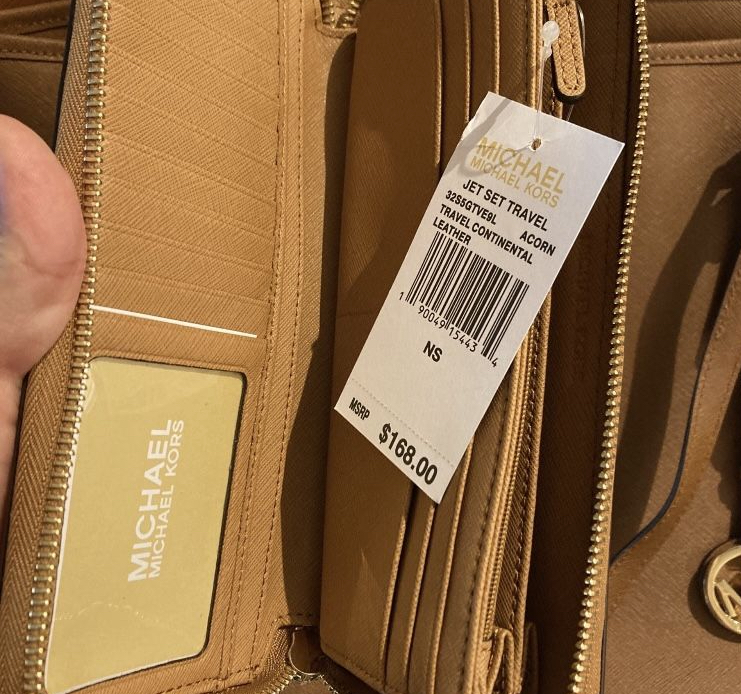 MICHAEL
MICHAEL KORS
JET SET TRAVEL
32S5GTVE9L ACORN
TRAVEL CONTINENTAL
LEATHER
1 90049 15443 4
NS
MSRP $168.00
MICHAEL
MICHAEL KORS